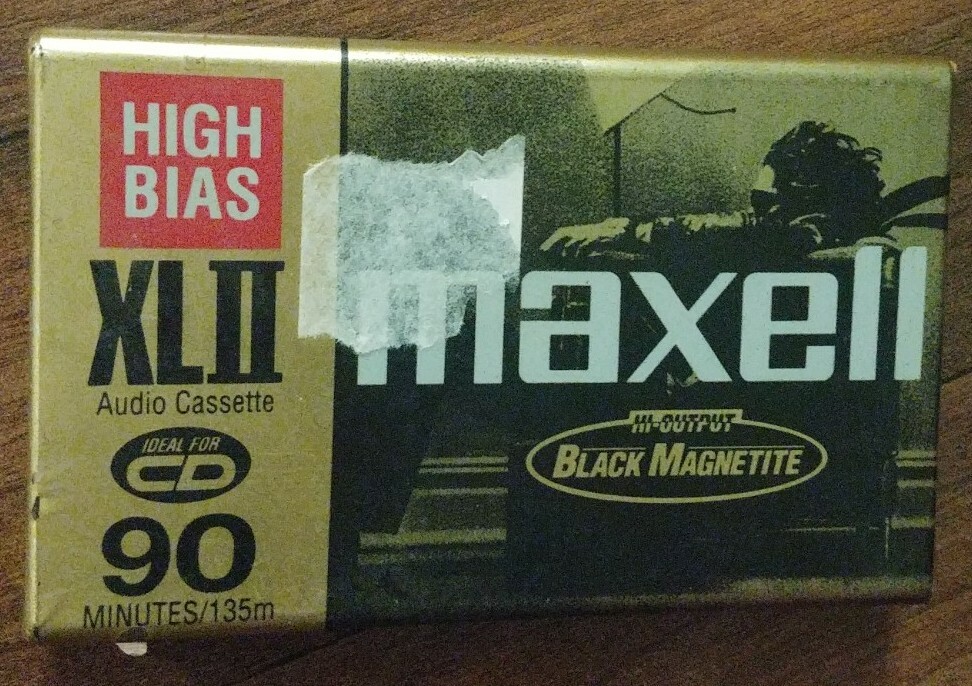 HIGH
BIAS
XLII
Audio Cassette
IDEAL FOR
CD
90
MINUTES/135m
maxell
HI-OUTPUT
BLACK MAGNETITE